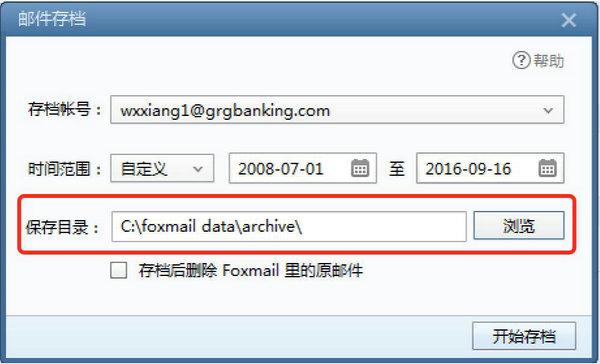 邮件存档
帮助
存档帐号： wxxiang1@grgbanking.com
时间范围： 自定义 2008-07-01 至 2016-09-16
保存目录： C:\foxmail data\archive\ 浏览
存档后删除 Foxmail 里的原邮件
开始存档